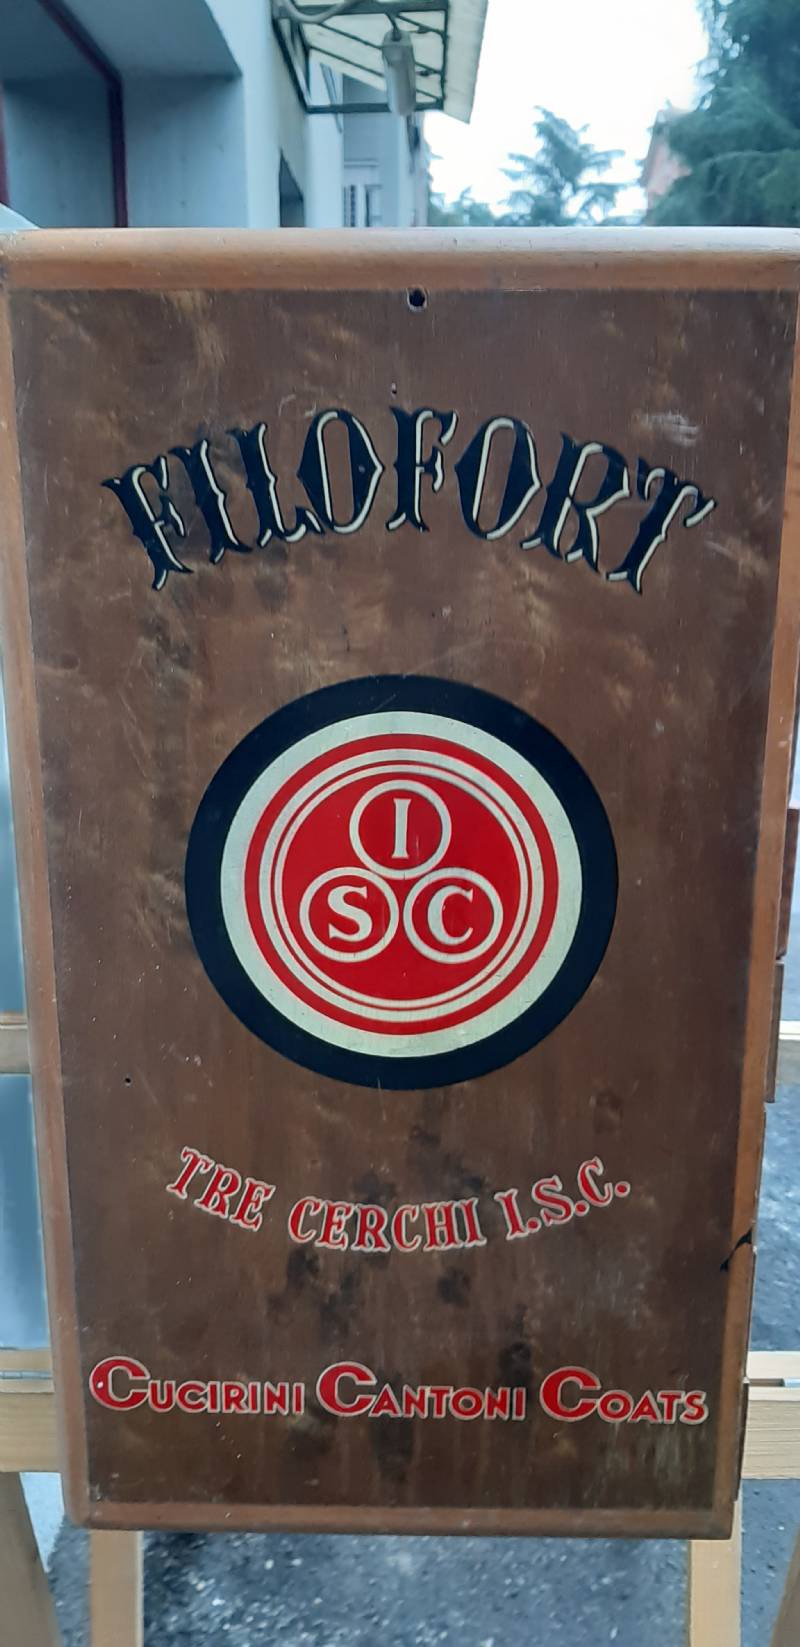 FILOFORT
I
S C
TRE CERCHI I.S.C.
CUCIRINI CANTONI COATS